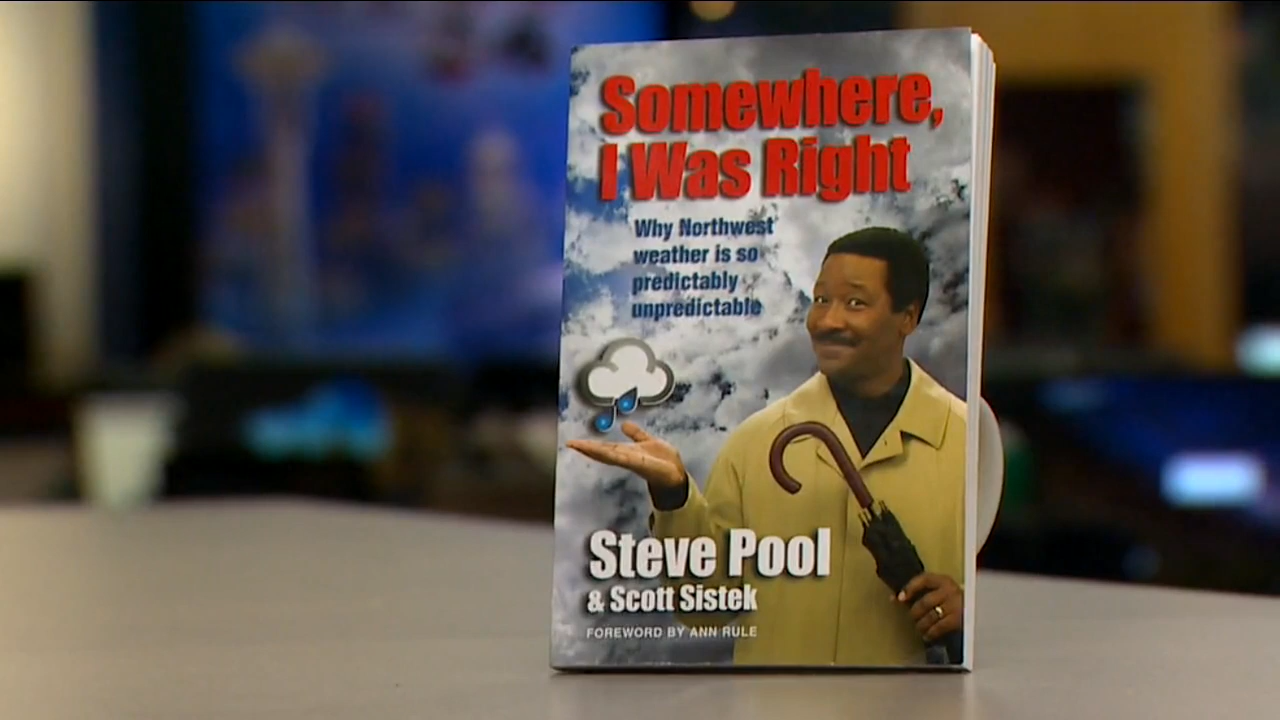 Somewhere,
I Was Right
Why Northwest
weather is so
predictably
unpredictable
Steve Pool
& Scott Sistek
FOREWORD BY ANN RULE